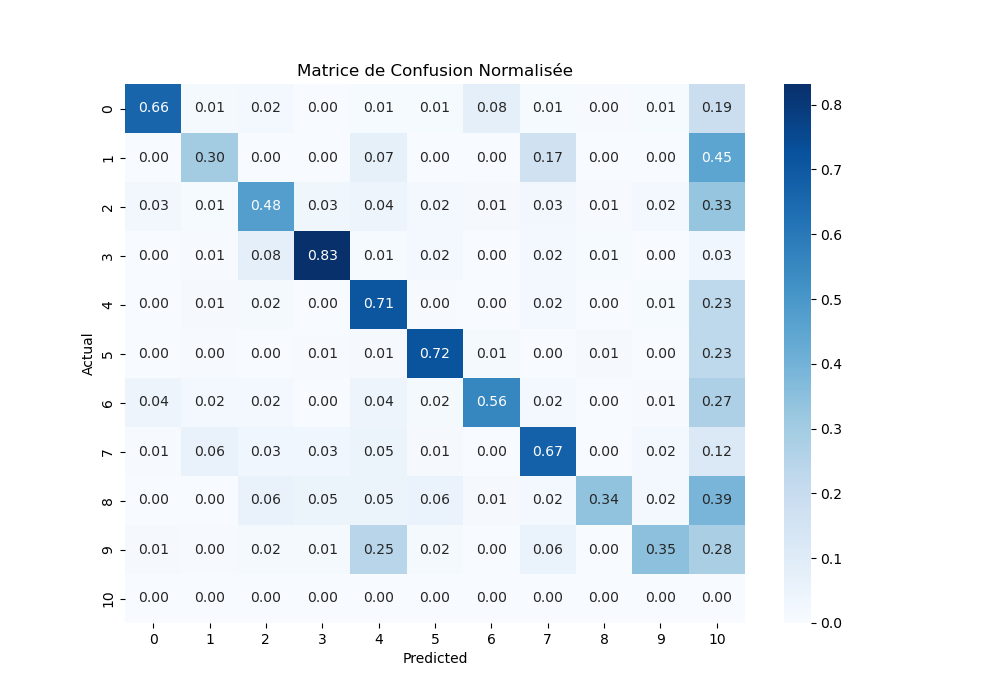 Matrice de Confusion Normalisée
0 0.66 0.01 0.02 0.00 0.01 0.01 0.08 0.01 0.00 0.01 0.19
1 0.00 0.30 0.00 0.00 0.07 0.00 0.00 0.17 0.00 0.00 0.45
2 0.03 0.01 0.48 0.03 0.04 0.02 0.01 0.03 0.01 0.02 0.33
3 0.00 0.01 0.08 0.83 0.01 0.02 0.00 0.02 0.01 0.00 0.03
4 0.00 0.01 0.02 0.00 0.71 0.00 0.00 0.02 0.00 0.01 0.23
5 0.00 0.00 0.00 0.01 0.01 0.72 0.01 0.00 0.01 0.00 0.23
6 0.04 0.02 0.02 0.00 0.04 0.02 0.56 0.02 0.00 0.01 0.27
7 0.01 0.06 0.03 0.03 0.05 0.01 0.00 0.67 0.00 0.02 0.12
8 0.00 0.00 0.06 0.05 0.05 0.06 0.01 0.02 0.34 0.02 0.39
9 0.01 0.00 0.02 0.01 0.25 0.02 0.00 0.06 0.00 0.35 0.28
10 0.00 0.00 0.00 0.00 0.00 0.00 0.00 0.00 0.00 0.00 0.00
0 1 2 3 4 5 6 7 8 9 10
Predicted
Actual
0.8
0.7
0.6
0.5
0.4
0.3
0.2
0.1
0.0